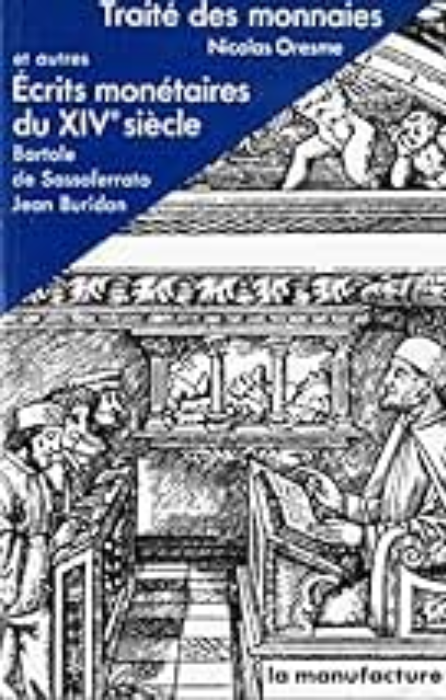 Traité des monnaies
Nicolas Oresme
et autres
Écrits monétaires
du XIVe siècle
Bartole
de Sassoferrato
Jean Buridan
la manufacture